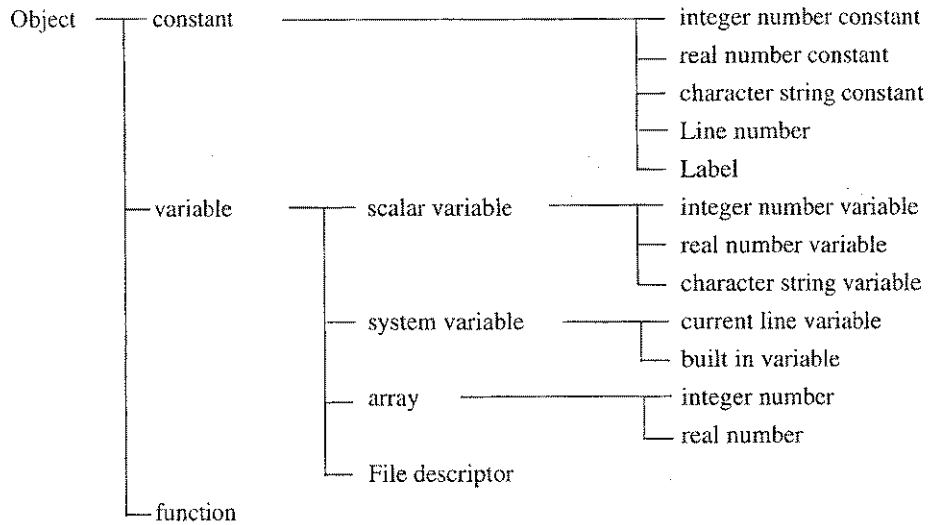 Object constant integer number constant
real number constant
character string constant
Line number
Label
variable scalar variable integer number variable
real number variable
character string variable
system variable current line variable
built in variable
array integer number
real number
File descriptor
function